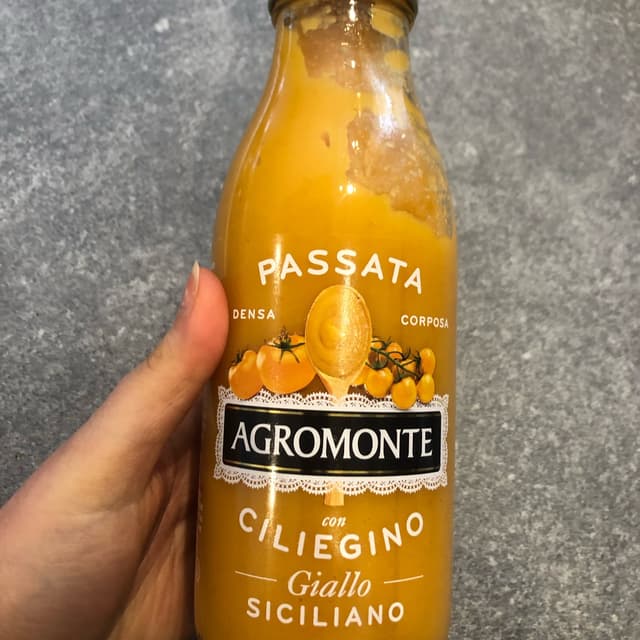 PASSATA
DENSA CORPOSA
AGROMONTE
con
CILIEGINO
Giallo
SICILIANO